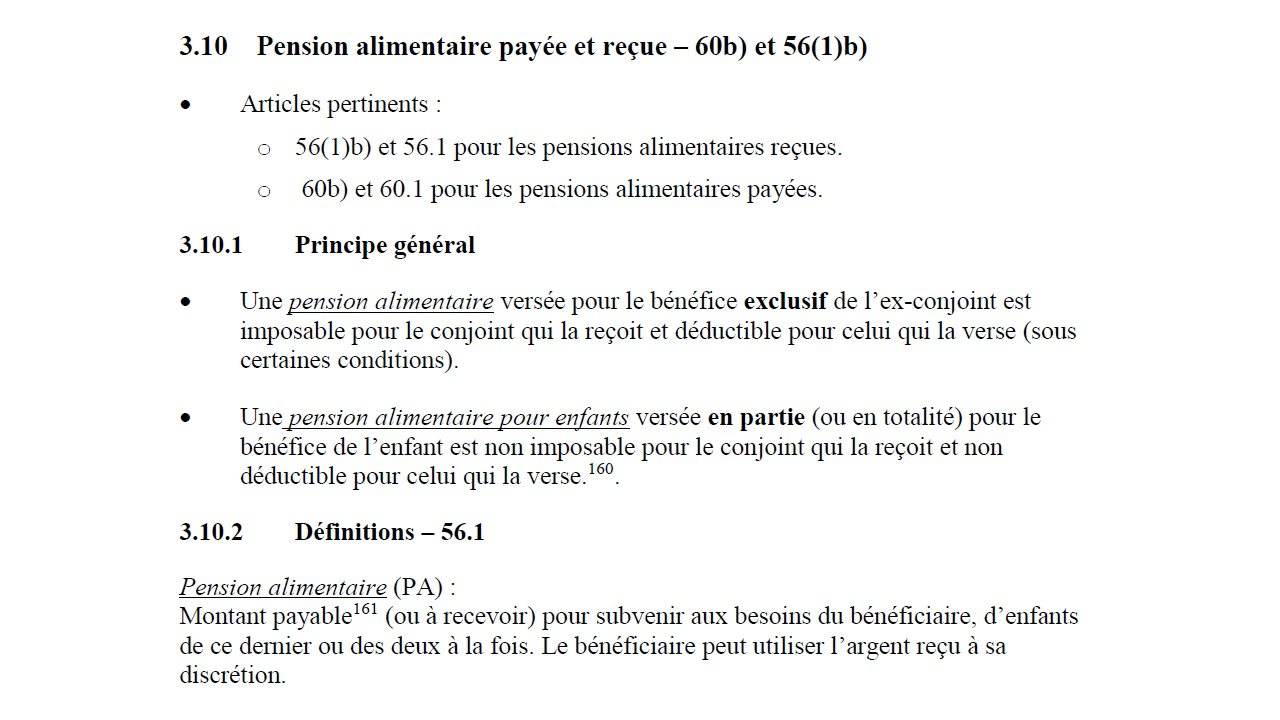 3.10 Pension alimentaire payée et reçue – 60b) et 56(1)b)
• Articles pertinents :
o 56(1)b) et 56.1 pour les pensions alimentaires reçues.
o 60b) et 60.1 pour les pensions alimentaires payées.
3.10.1 Principe général
• Une pension alimentaire versée pour le bénéfice exclusif de l’ex-conjoint est
imposable pour le conjoint qui la reçoit et déductible pour celui qui la verse (sous
certaines conditions).
• Une pension alimentaire pour enfants versée en partie (ou en totalité) pour le
bénéfice de l’enfant est non imposable pour le conjoint qui la reçoit et non
déductible pour celui qui la verse.160.
3.10.2 Définitions – 56.1
Pension alimentaire (PA) :
Montant payable161 (ou à recevoir) pour subvenir aux besoins du bénéficiaire, d’enfants
de ce dernier ou des deux à la fois. Le bénéficiaire peut utiliser l’argent reçu à sa
discrétion.